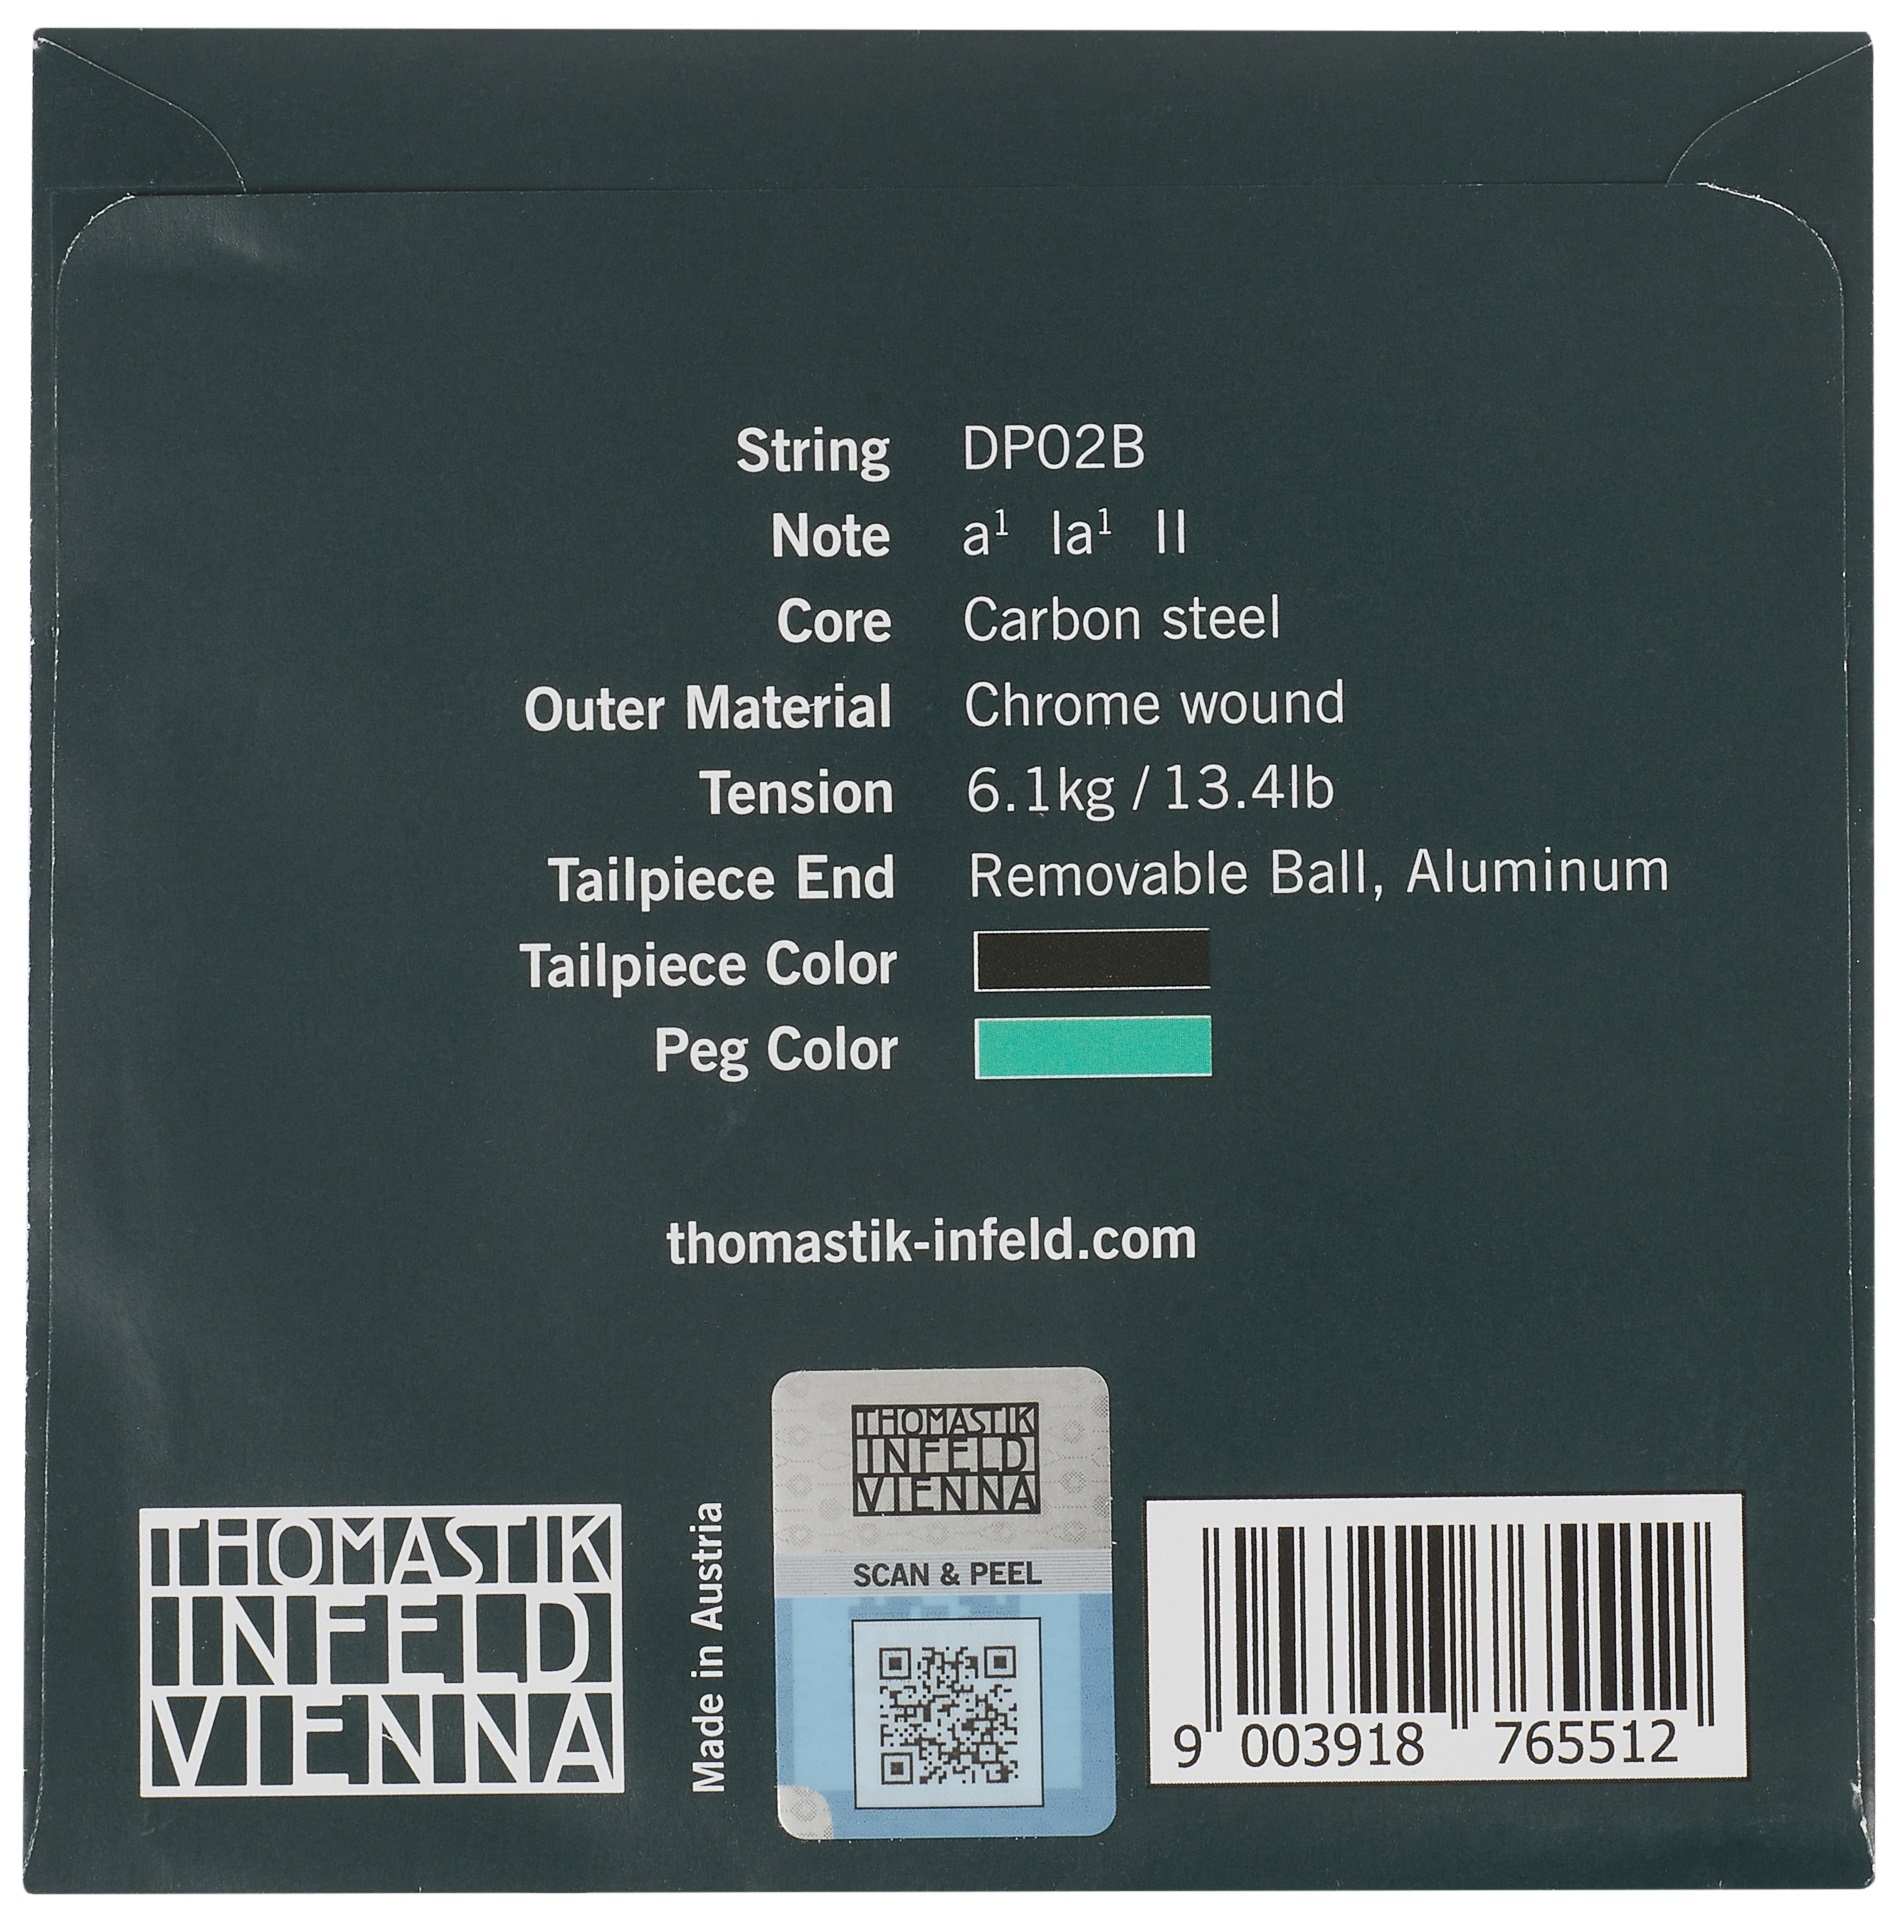 String DP02B
Note a¹ la¹ II
Core Carbon steel
Outer Material Chrome wound
Tension 6.1kg / 13.4lb
Tailpiece End Removable Ball, Aluminum
Tailpiece Color
Peg Color
thomastik-infeld.com
THOMASTIK
INFELD
VIENNA
Made in Austria
THOMASTIK
INFELD
VIENNA
SCAN & PEEL
9 003918 765512